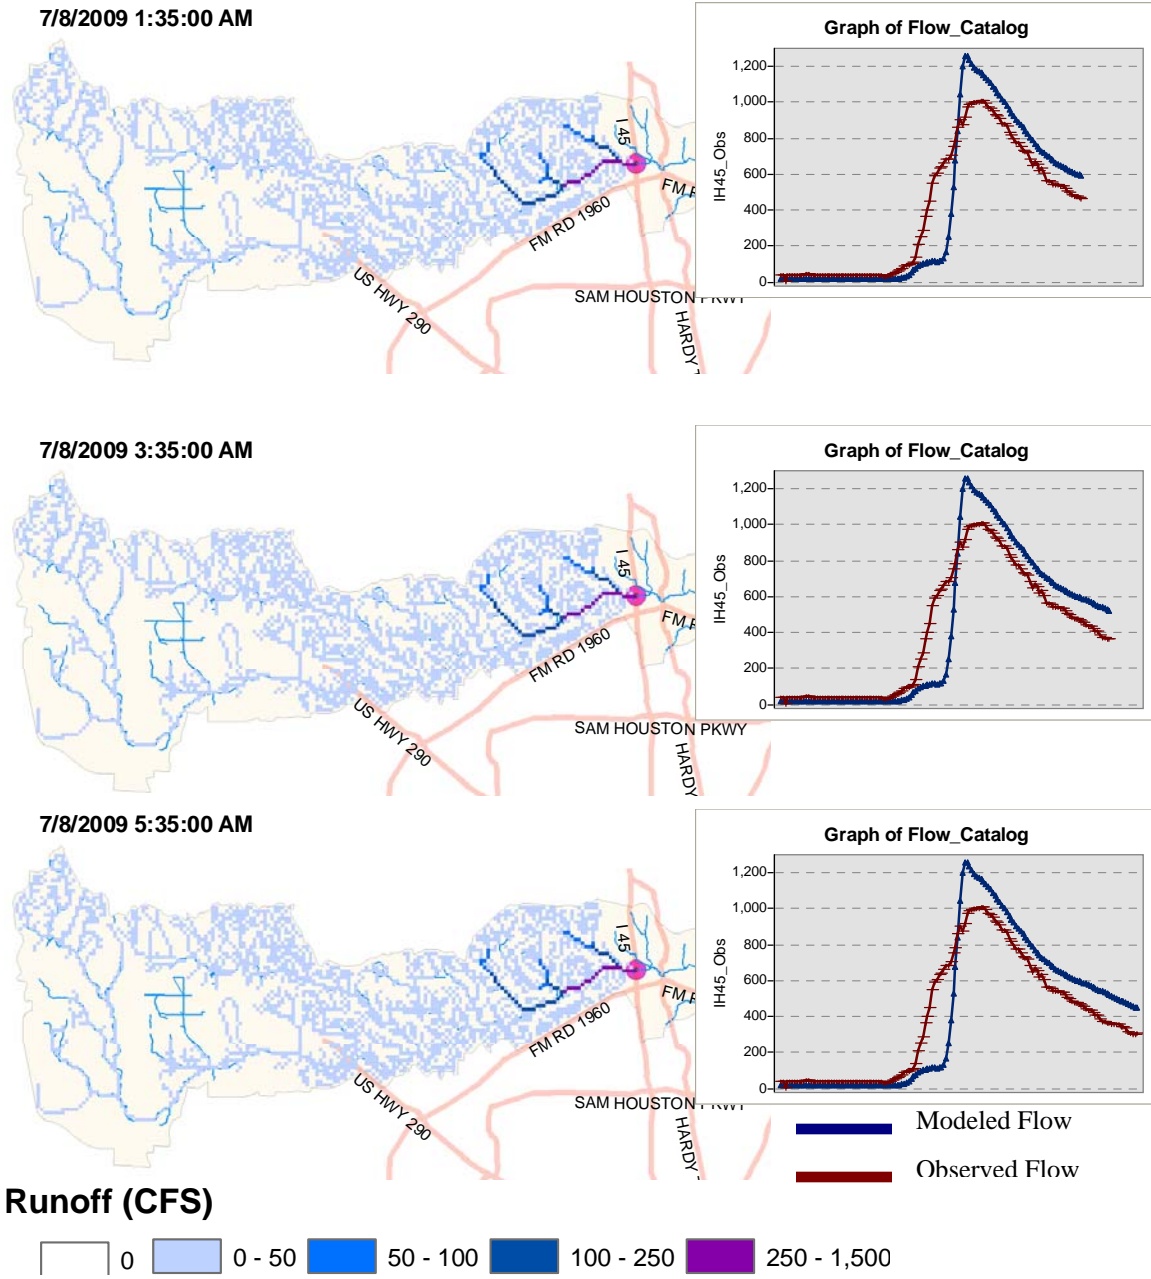 7/8/2009 1:35:00 AM
I 45
FM RD 1960
US HWY 290
SAM HOUSTON
HARDY
Graph of Flow_Catalog
IH45_Obs
1,200
1,000
800
600
400
200
0
7/8/2009 3:35:00 AM
I 45
FM RD 1960
US HWY 290
SAM HOUSTON PKWY
HARDY
Graph of Flow_Catalog
IH45_Obs
1,200
1,000
800
600
400
200
0
7/8/2009 5:35:00 AM
I 45
FM RD 1960
US HWY 290
SAM HOUSTON
HARDY
Graph of Flow_Catalog
IH45_Obs
1,200
1,000
800
600
400
200
0
Modeled Flow
Observed Flow
Runoff (CFS)
0
0 - 50
50 - 100
100 - 250
250 - 1,500